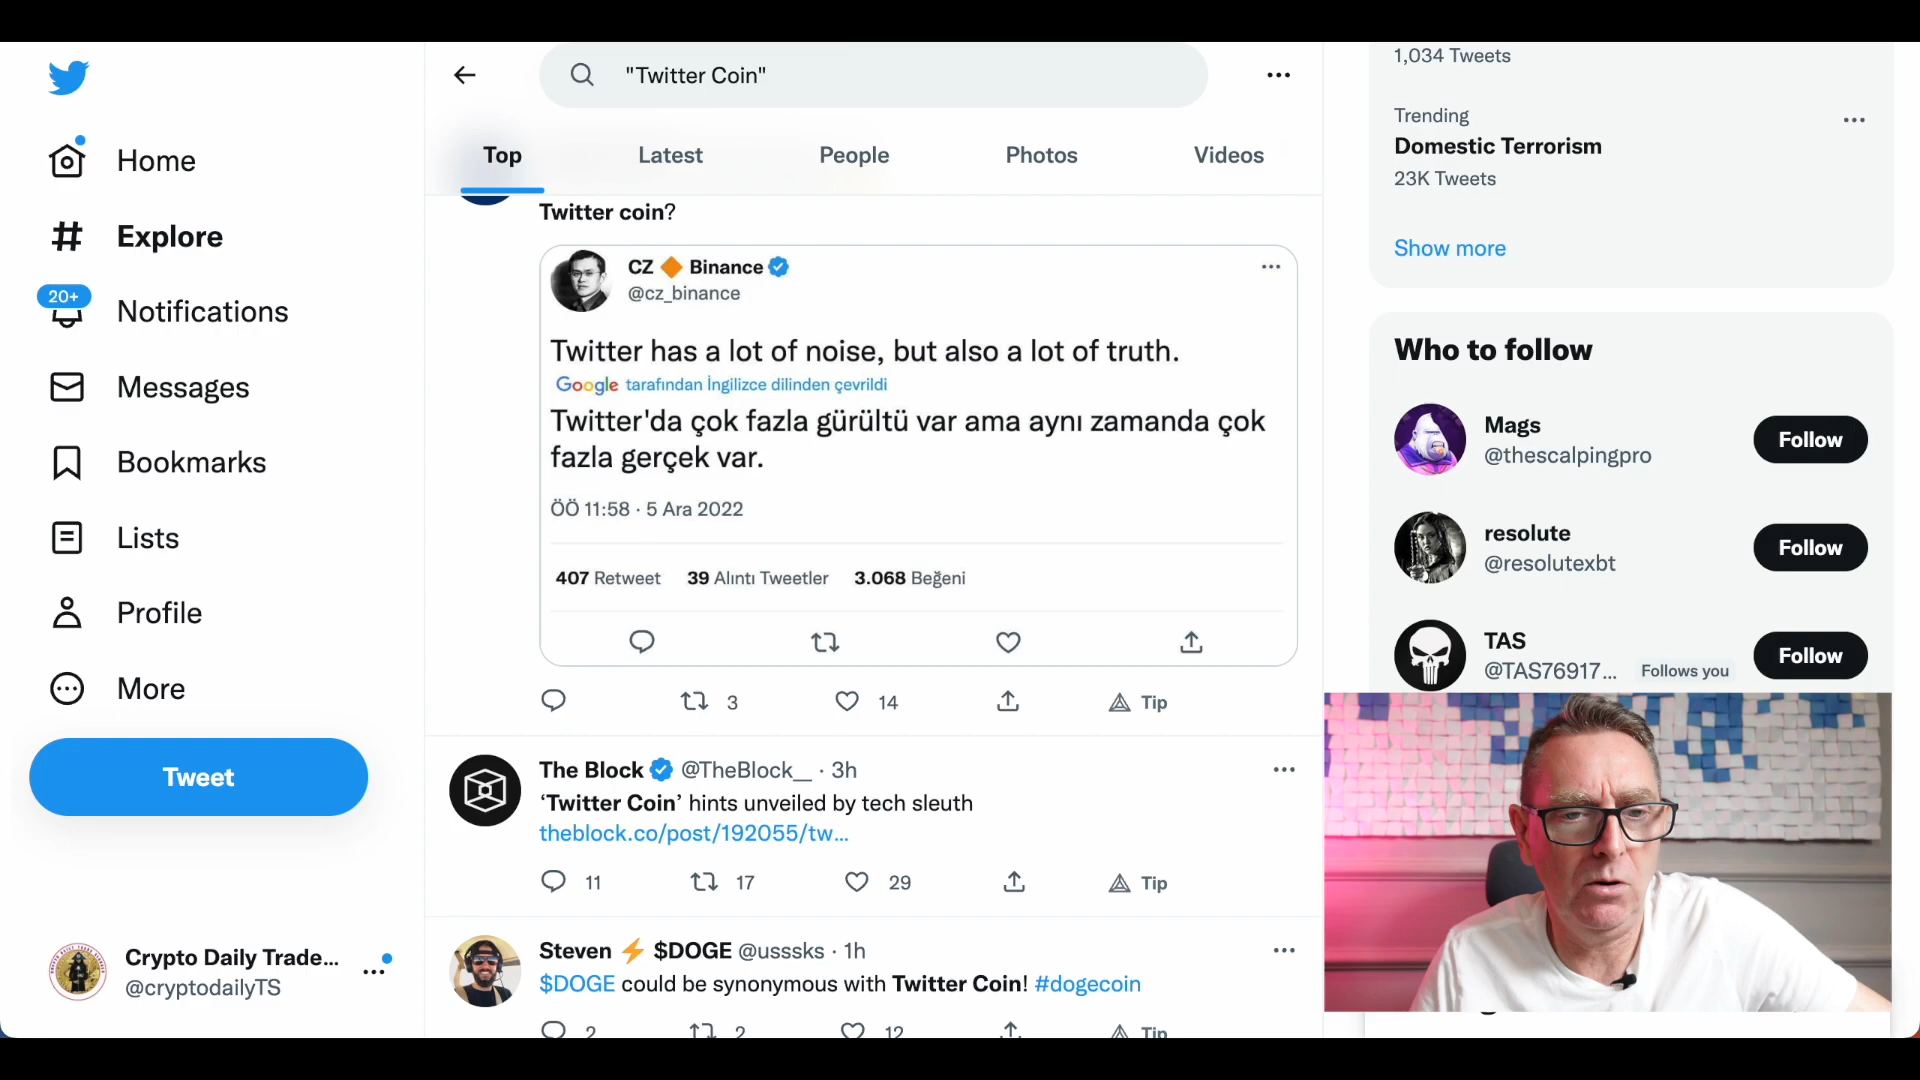 "Twitter Coin"
Top
Latest
People
Photos
Videos
Home
Explore
20+
Notifications
Messages
Bookmarks
Lists
Profile
More
Tweet
Crypto Daily Trade...
@cryptodailyTS
Twitter coin?
CZ 🔶 Binance
@cz_binance
Twitter has a lot of noise, but also a lot of truth.
Google tarafından İngilizce dilinden çevrildi
Twitter'da çok fazla gürültü var ama aynı zamanda çok
fazla gerçek var.
ÖÖ 11:58 · 5 Ara 2022
407 Retweet 39 Alıntı Tweetler 3.068 Beğeni
3 14 Tip
The Block @TheBlock__ · 3h
‘Twitter Coin’ hints unveiled by tech sleuth
theblock.co/post/192055/tw...
11 17 29 Tip
Steven ⚡ $DOGE @usssks · 1h
$DOGE could be synonymous with Twitter Coin! #dogecoin
2 2 12 Tip
1,034 Tweets
Trending
Domestic Terrorism
23K Tweets
Show more
Who to follow
Mags
@thescalpingpro
Follow
resolute
@resolutexbt
Follow
TAS
@TAS76917... Follows you
Follow